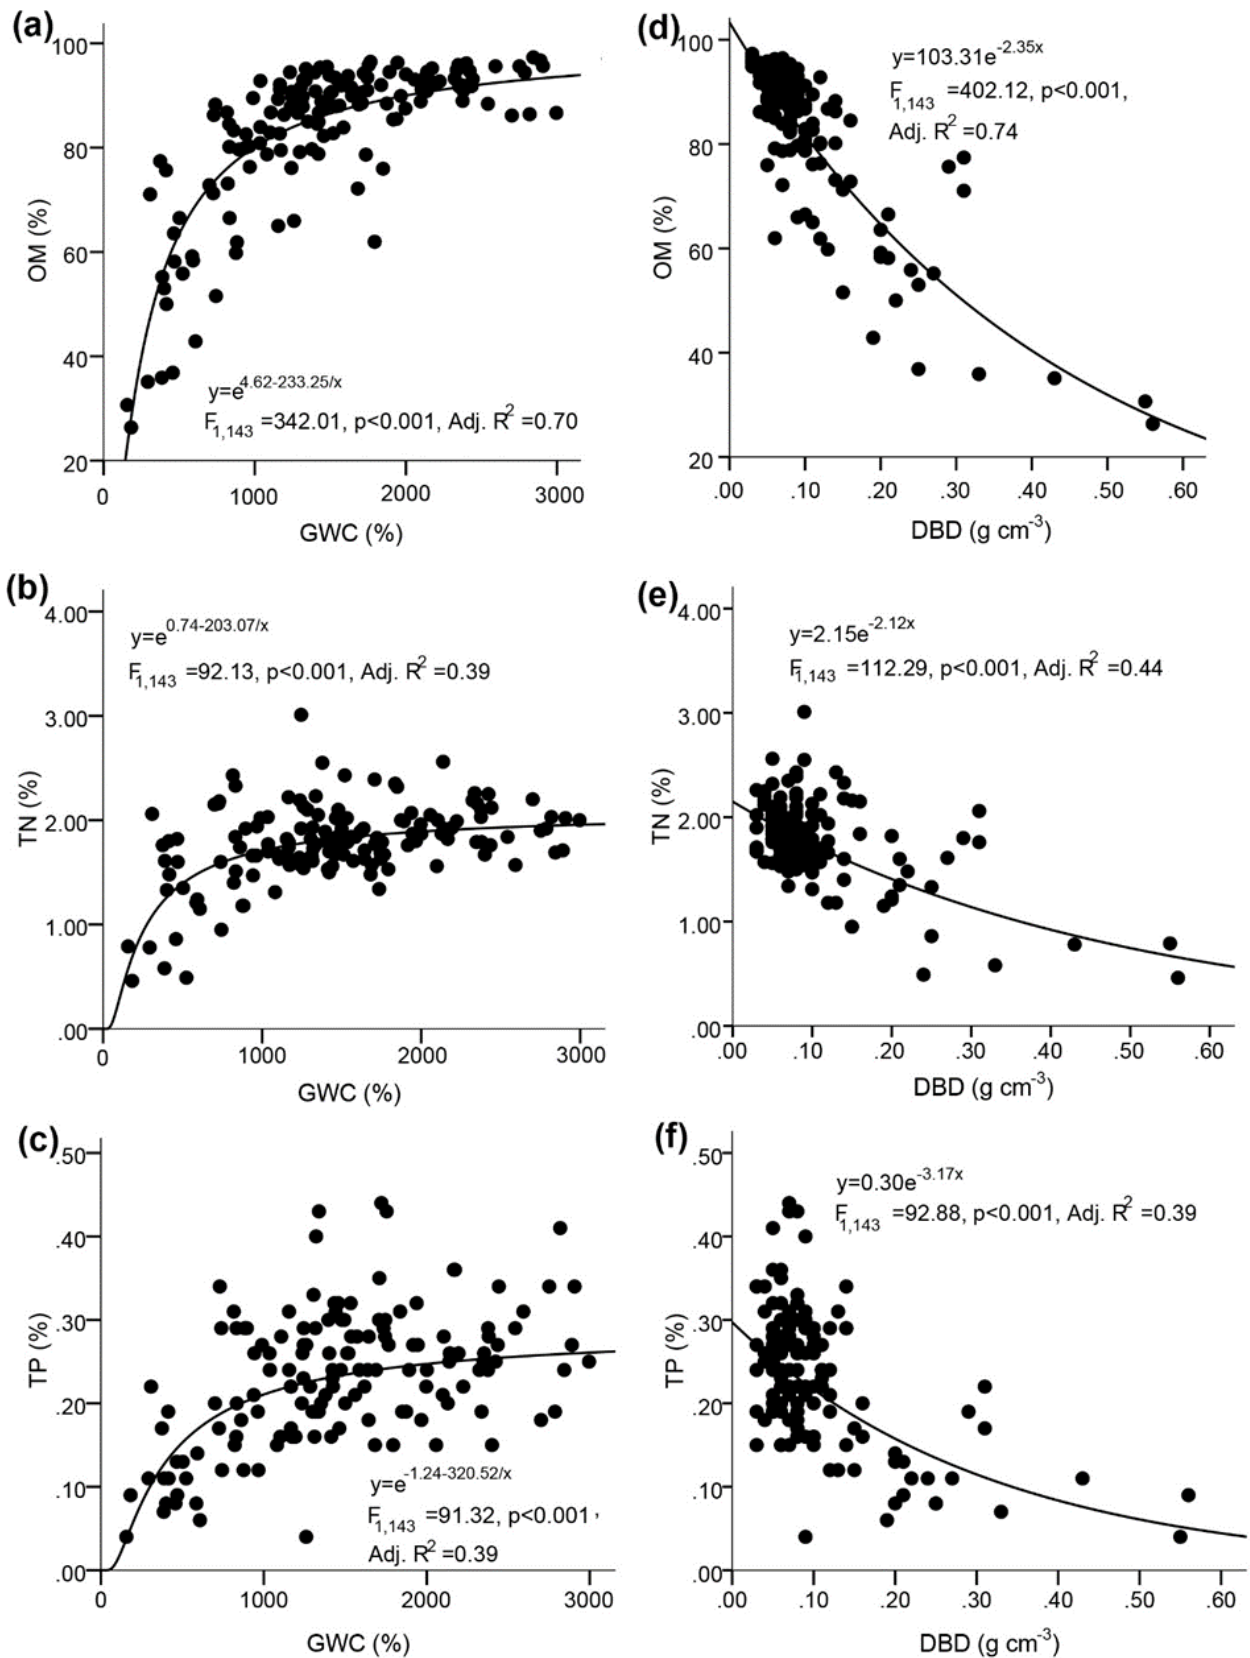 (a)
100
80
60
40
20
OM (%)
y=e^4.62-233.25/x
F1,143 =342.01, p<0.001, Adj. R2 =0.70
0 1000 2000 3000
GWC (%)
(d)
100
80
60
40
20
OM (%)
y=103.31e^-2.35x
F1,143 =402.12, p<0.001,
Adj. R2 =0.74
.00 .10 .20 .30 .40 .50 .60
DBD (g cm-3)
(b)
4.00
3.00
2.00
1.00
.00
TN (%)
y=e^0.74-203.07/x
F1,143 =92.13, p<0.001, Adj. R2 =0.39
0 1000 2000 3000
GWC (%)
(e)
4.00
3.00
2.00
1.00
.00
TN (%)
y=2.15e^-2.12x
F1,143 =112.29, p<0.001, Adj. R2 =0.44
.00 .10 .20 .30 .40 .50 .60
DBD (g cm-3)
(c)
.50
.40
.30
.20
.10
.00
TP (%)
y=e^-1.24-320.52/x
F1,143 =91.32, p<0.001 ,
Adj. R2 =0.39
0 1000 2000 3000
GWC (%)
(f)
.50
.40
.30
.20
.10
.00
TP (%)
y=0.30e^-3.17x
F1,143 =92.88, p<0.001, Adj. R2 =0.39
.00 .10 .20 .30 .40 .50 .60
DBD (g cm-3)